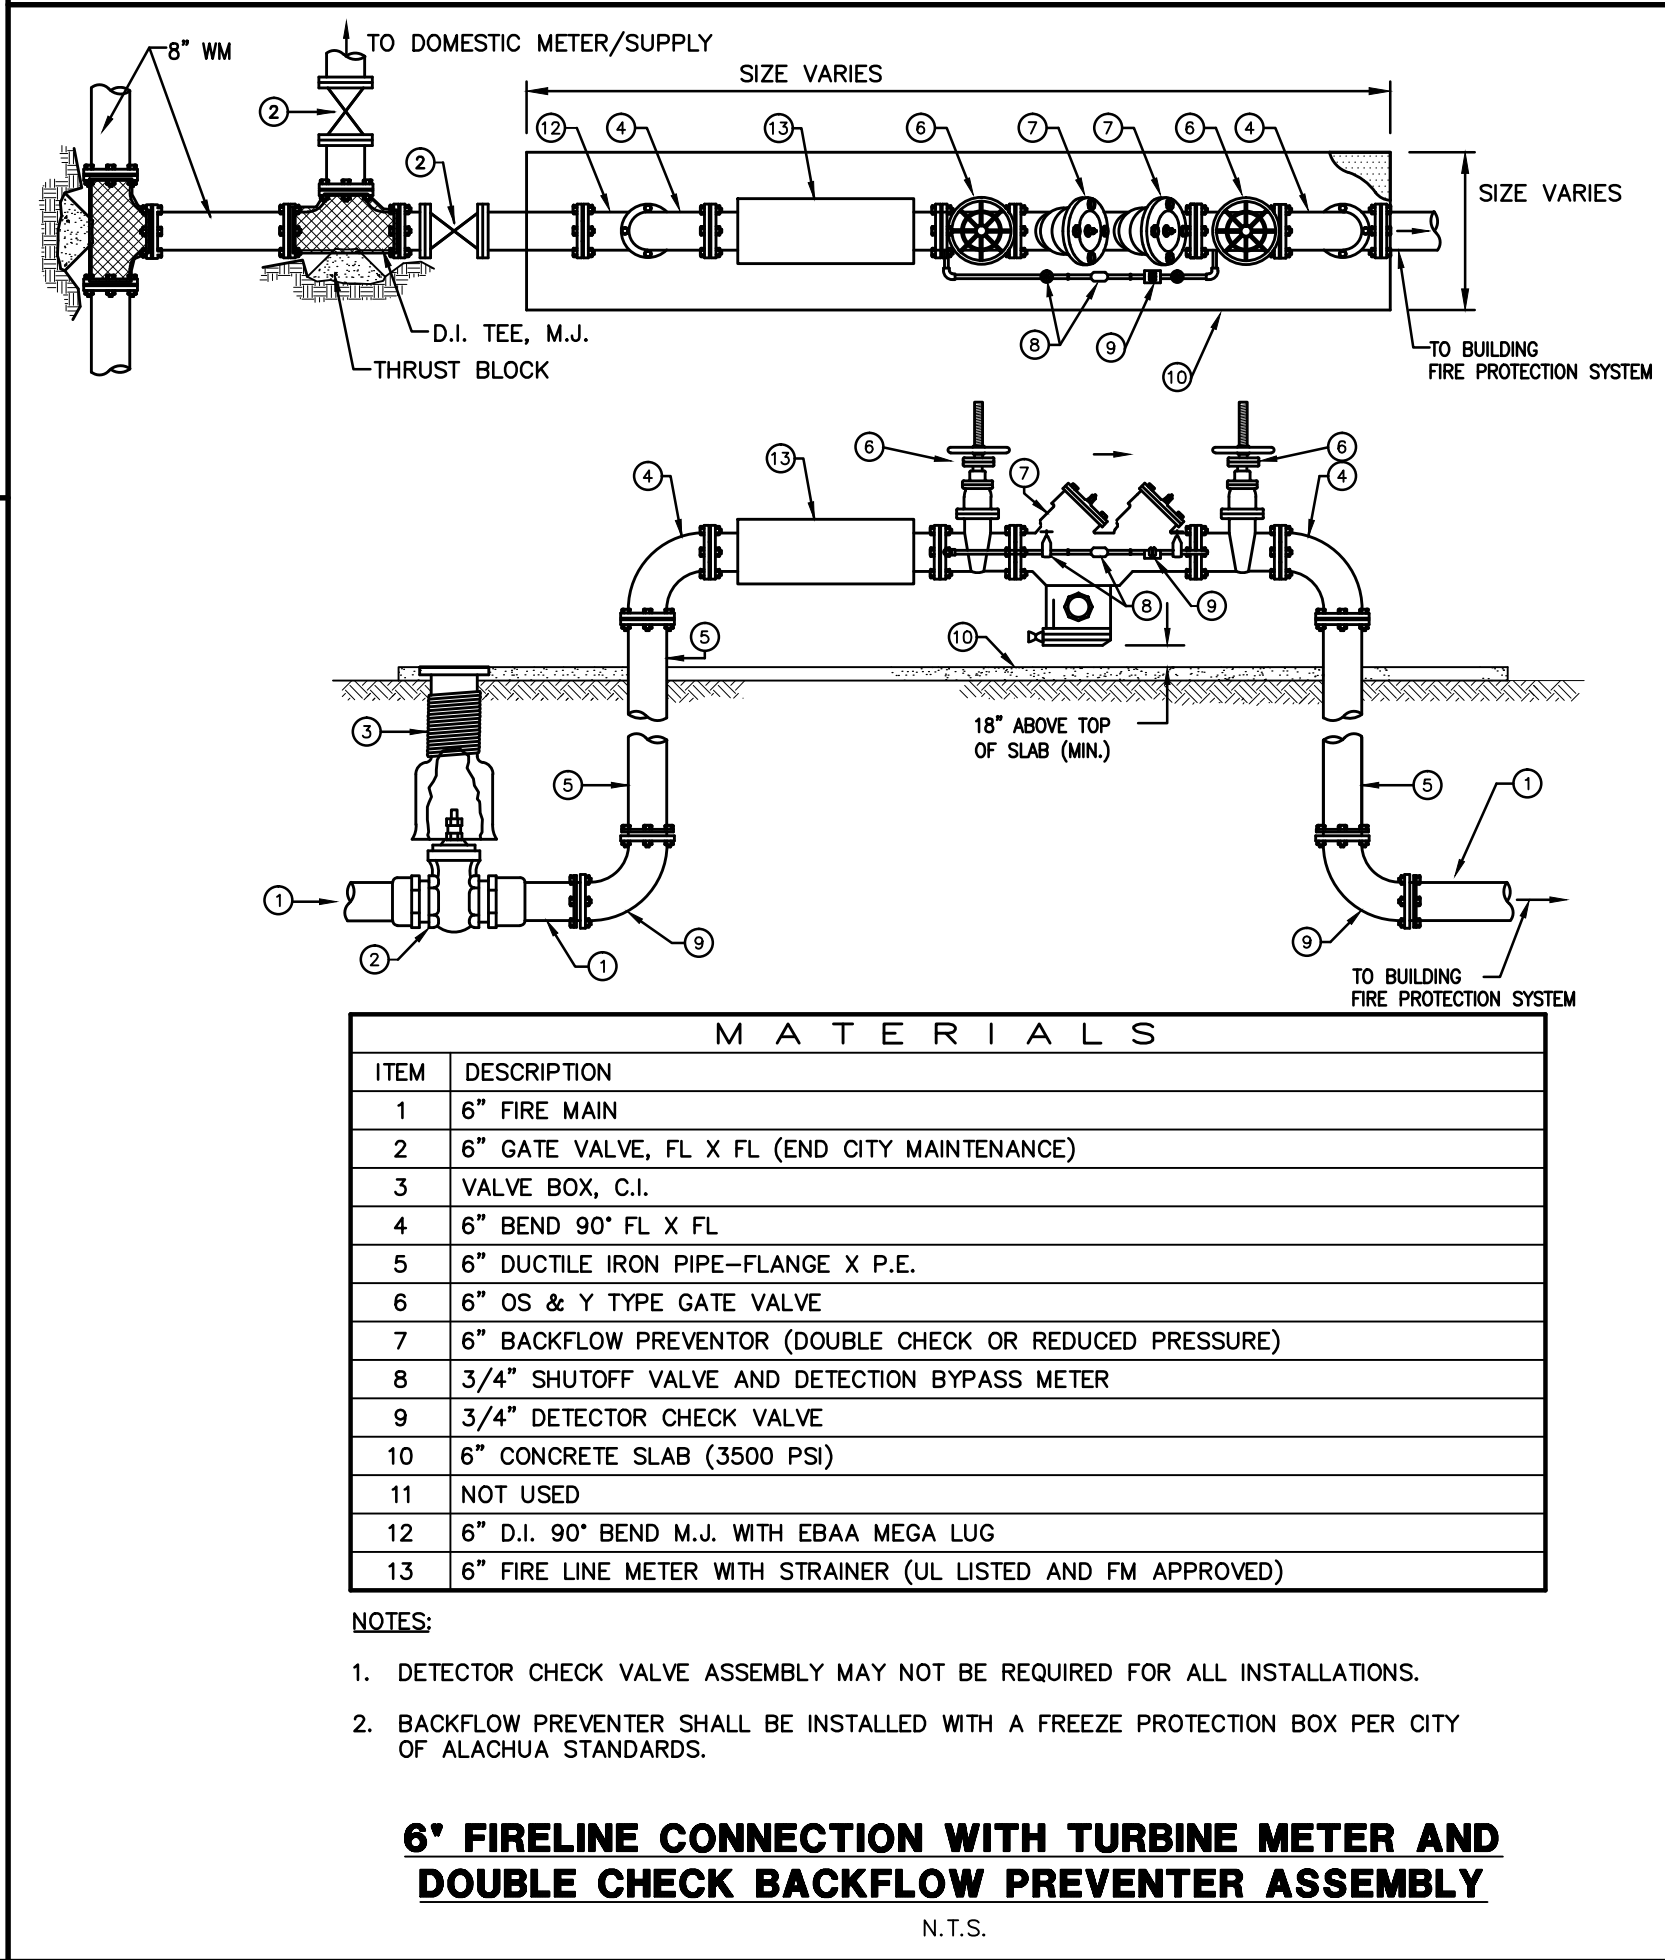 8" WM
TO DOMESTIC METER/SUPPLY
SIZE VARIES
2
12
4
13
6
7
7
6
4
2
SIZE VARIES
D.I. TEE, M.J.
THRUST BLOCK
8
9
10
TO BUILDING
FIRE PROTECTION SYSTEM
4
13
6
7
6
4
5
10
8
9
3
18" ABOVE TOP
OF SLAB (MIN.)
5
5
1
1
2
1
9
9
TO BUILDING
FIRE PROTECTION SYSTEM
MATERIALS
ITEM DESCRIPTION
1 6" FIRE MAIN
2 6" GATE VALVE, FL X FL (END CITY MAINTENANCE)
3 VALVE BOX, C.I.
4 6" BEND 90° FL X FL
5 6" DUCTILE IRON PIPE-FLANGE X P.E.
6 6" OS & Y TYPE GATE VALVE
7 6" BACKFLOW PREVENTOR (DOUBLE CHECK OR REDUCED PRESSURE)
8 3/4" SHUTOFF VALVE AND DETECTION BYPASS METER
9 3/4" DETECTOR CHECK VALVE
10 6" CONCRETE SLAB (3500 PSI)
11 NOT USED
12 6" D.I. 90° BEND M.J. WITH EBAA MEGA LUG
13 6" FIRE LINE METER WITH STRAINER (UL LISTED AND FM APPROVED)
NOTES:
1. DETECTOR CHECK VALVE ASSEMBLY MAY NOT BE REQUIRED FOR ALL INSTALLATIONS.
2. BACKFLOW PREVENTER SHALL BE INSTALLED WITH A FREEZE PROTECTION BOX PER CITY
OF ALACHUA STANDARDS.
6" FIRELINE CONNECTION WITH TURBINE METER AND
DOUBLE CHECK BACKFLOW PREVENTER ASSEMBLY
N.T.S.